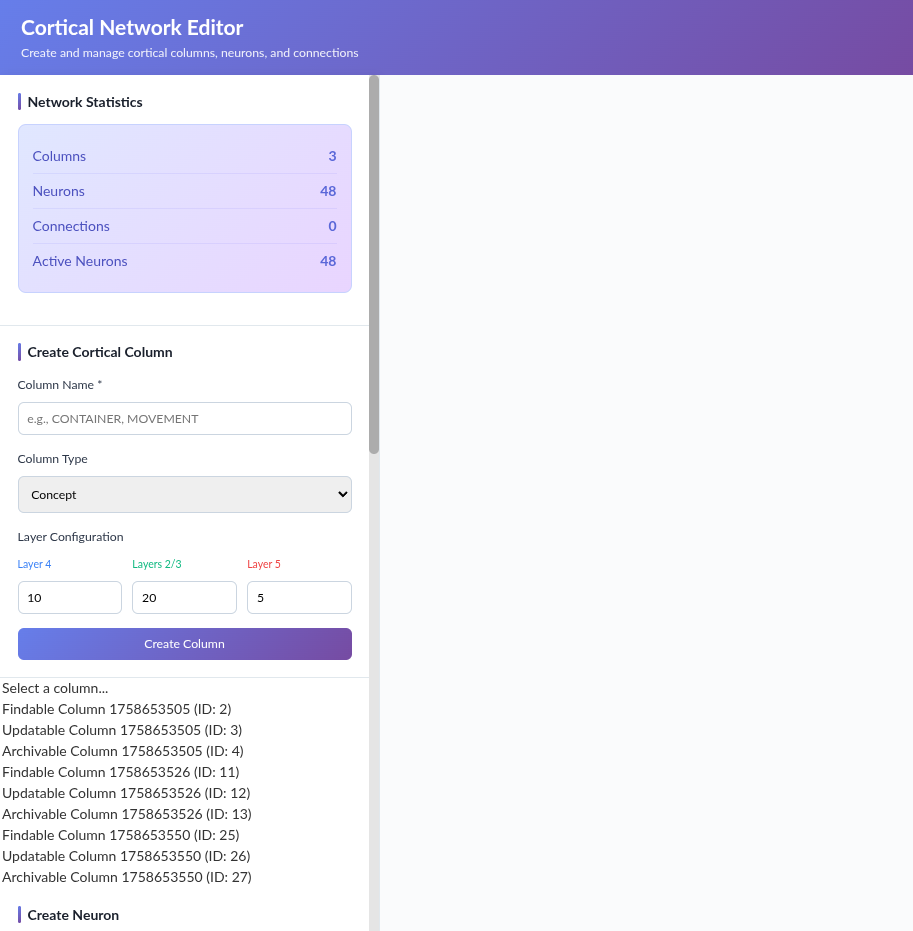 Cortical Network Editor
Create and manage cortical columns, neurons, and connections
Network Statistics
Columns 3
Neurons 48
Connections 0
Active Neurons 48
Create Cortical Column
Column Name *
e.g., CONTAINER, MOVEMENT
Column Type
Concept
Layer Configuration
Layer 4 Layers 2/3 Layer 5
10 20 5
Create Column
Select a column...
Findable Column 1758653505 (ID: 2)
Updatable Column 1758653505 (ID: 3)
Archivable Column 1758653505 (ID: 4)
Findable Column 1758653526 (ID: 11)
Updatable Column 1758653526 (ID: 12)
Archivable Column 1758653526 (ID: 13)
Findable Column 1758653550 (ID: 25)
Updatable Column 1758653550 (ID: 26)
Archivable Column 1758653550 (ID: 27)
Create Neuron